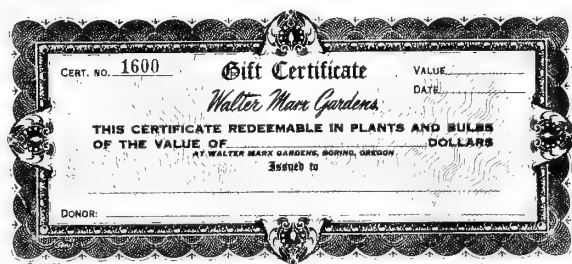 CERT. NO. 1600
Gift Certificate
VALUE
DATE
Walter Marx Gardens
THIS CERTIFICATE REDEEMABLE IN PLANTS AND BULBS
OF THE VALUE OF DOLLARS
AT WALTER MARX GARDENS, BORING, OREGON
Issued to
DONOR: